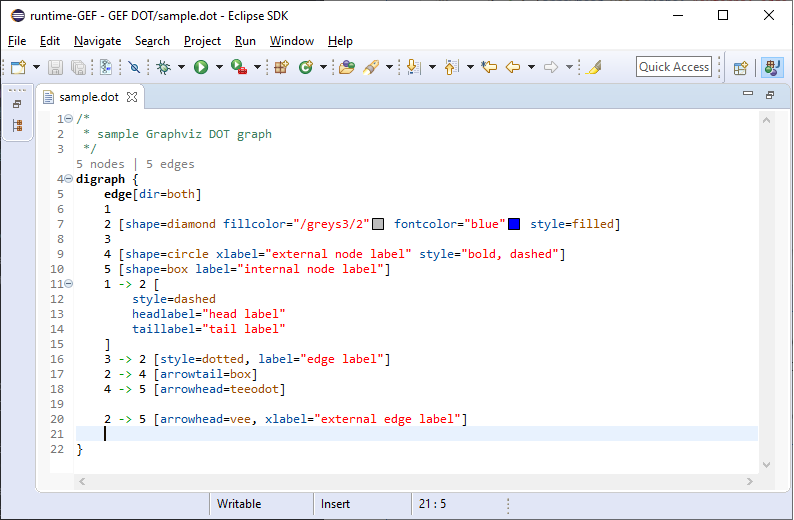 runtime-GEF - GEF DOT/sample.dot - Eclipse SDK
File Edit Navigate Search Project Run Window Help
Quick Access
sample.dot
1 /*
2  * sample Graphviz DOT graph
3  */
5 nodes | 5 edges
4 digraph {
5     edge[dir=both]
6     1
7     2 [shape=diamond fillcolor="/greys3/2" fontcolor="blue" style=filled]
8     3
9     4 [shape=circle xlabel="external node label" style="bold, dashed"]
10     5 [shape=box label="internal node label"]
11     1 -> 2 [
12         style=dashed
13         headlabel="head label"
14         taillabel="tail label"
15     ]
16     3 -> 2 [style=dotted, label="edge label"]
17     2 -> 4 [arrowtail=box]
18     4 -> 5 [arrowhead=teeodot]
19
20     2 -> 5 [arrowhead=vee, xlabel="external edge label"]
21
22 }
Writable Insert 21 : 5